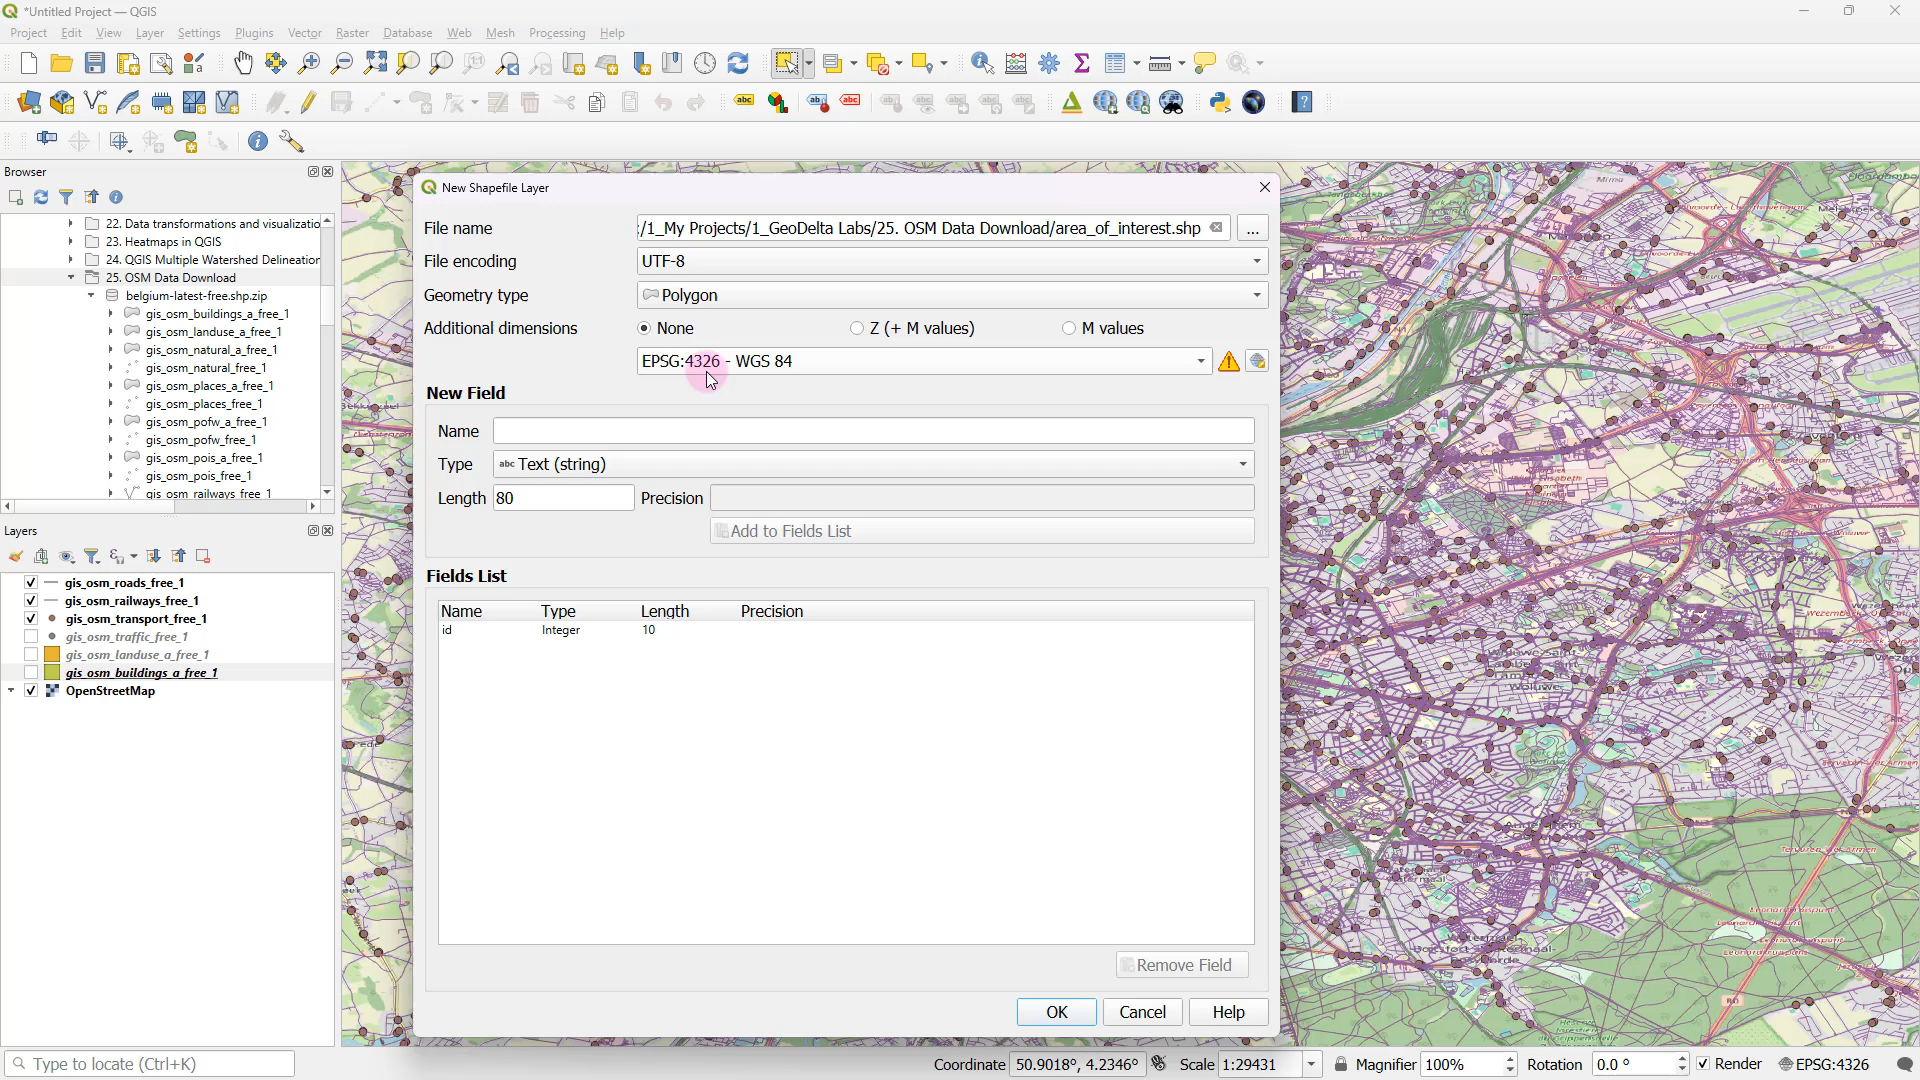 *Untitled Project — QGIS
Project Edit View Layer Settings Plugins Vector Raster Database Web Mesh Processing Help
Browser
22. Data transformations and visualizatio
23. Heatmaps in QGIS
24. QGIS Multiple Watershed Delineation
25. OSM Data Download
belgium-latest-free.shp.zip
gis_osm_buildings_a_free_1
gis_osm_landuse_a_free_1
gis_osm_natural_a_free_1
gis_osm_natural_free_1
gis_osm_places_a_free_1
gis_osm_places_free_1
gis_osm_pofw_a_free_1
gis_osm_pofw_free_1
gis_osm_pois_a_free_1
gis_osm_pois_free_1
gis_osm_railways_free_1
Layers
gis_osm_roads_free_1
gis_osm_railways_free_1
gis_osm_transport_free_1
gis_osm_traffic_free_1
gis_osm_landuse_a_free_1
gis_osm_buildings_a_free_1
OpenStreetMap
New Shapefile Layer
File name :/1_My Projects/1_GeoDelta Labs/25. OSM Data Download/area_of_interest.shp ...
File encoding UTF-8
Geometry type Polygon
Additional dimensions None Z (+ M values) M values
EPSG:4326 - WGS 84
New Field
Name
Type abc Text (string)
Length 80 Precision
Add to Fields List
Fields List
Name Type Length Precision
id Integer 10
Remove Field
OK Cancel Help
Type to locate (Ctrl+K)
Coordinate 50.9018°, 4.2346° Scale 1:29431 Magnifier 100% Rotation 0.0 ° Render EPSG:4326